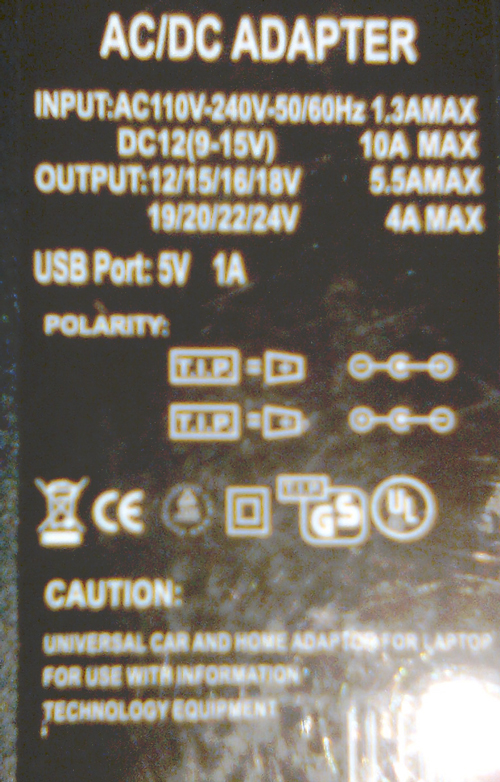 AC/DC ADAPTER
INPUT:AC110V-240V-50/60Hz 1.3AMAX
DC12(9-15V) 10A MAX
OUTPUT:12/15/16/18V 5.5AMAX
19/20/22/24V 4A MAX
USB Port: 5V 1A
POLARITY:
T.I.P =
T.I.P =
CE
GS
UL
CAUTION:
UNIVERSAL CAR AND HOME ADAPTOR FOR LAPTOP
FOR USE WITH INFORMATION
TECHNOLOGY EQUIPMENT